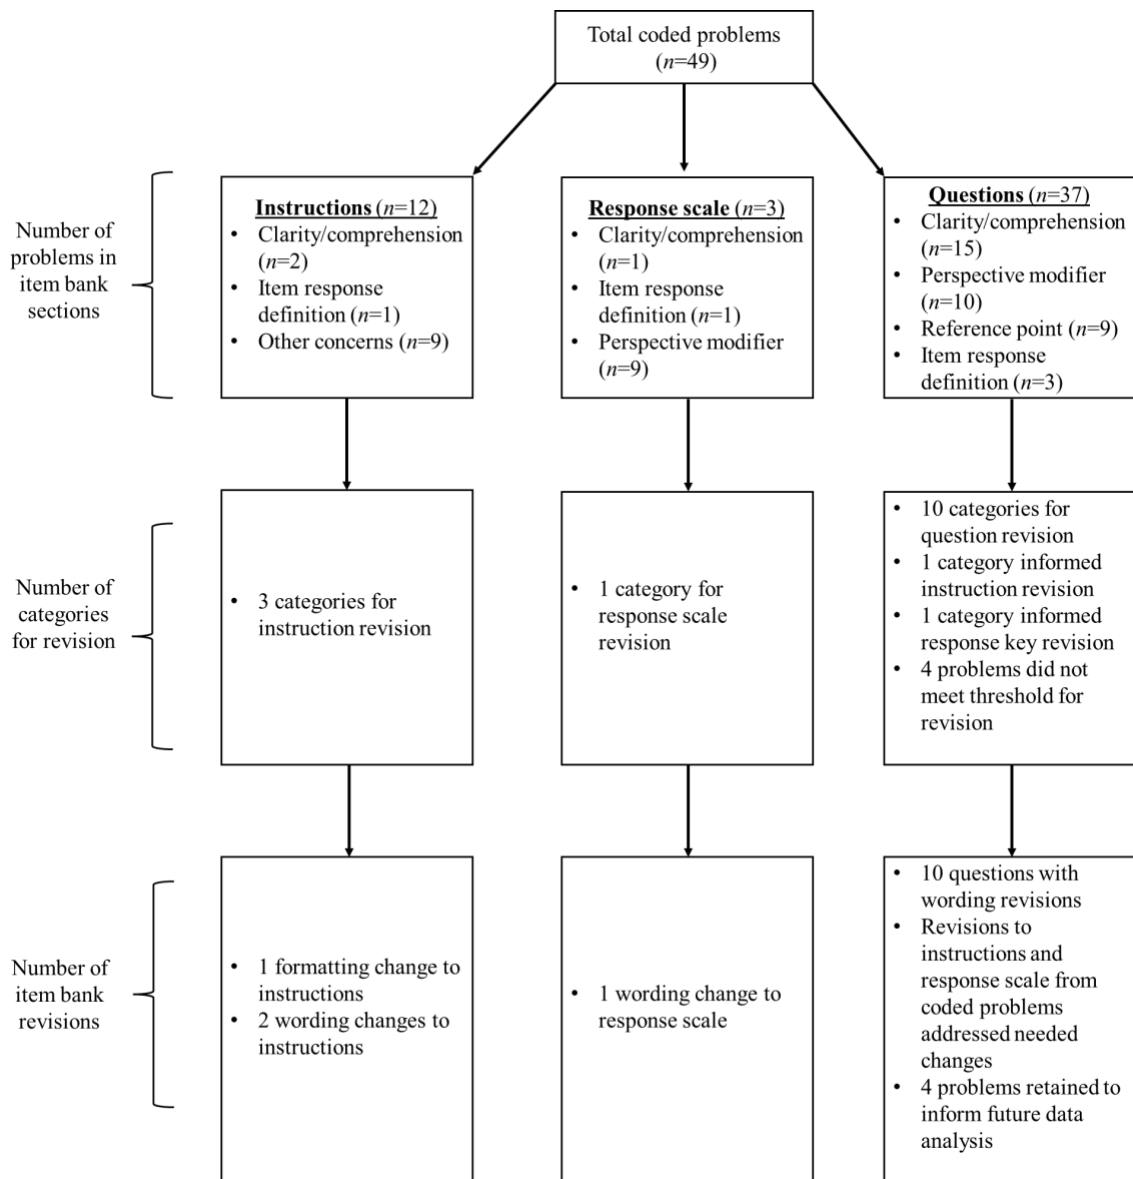 Total coded problems
(n=49)
Number of
problems in
item bank
sections
Instructions (n=12)
• Clarity/comprehension
(n=2)
• Item response
definition (n=1)
• Other concerns (n=9)
Response scale (n=3)
• Clarity/comprehension
(n=1)
• Item response
definition (n=1)
• Perspective modifier
(n=9)
Questions (n=37)
• Clarity/comprehension
(n=15)
• Perspective modifier
(n=10)
• Reference point (n=9)
• Item response
definition (n=3)
Number of
categories
for revision
• 3 categories for
instruction revision
• 1 category for
response scale
revision
• 10 categories for
question revision
• 1 category informed
instruction revision
• 1 category informed
response key revision
• 4 problems did not
meet threshold for
revision
Number of
item bank
revisions
• 1 formatting change to
instructions
• 2 wording changes to
instructions
• 1 wording change to
response scale
• 10 questions with
wording revisions
• Revisions to
instructions and
response scale from
coded problems
addressed needed
changes
• 4 problems retained to
inform future data
analysis